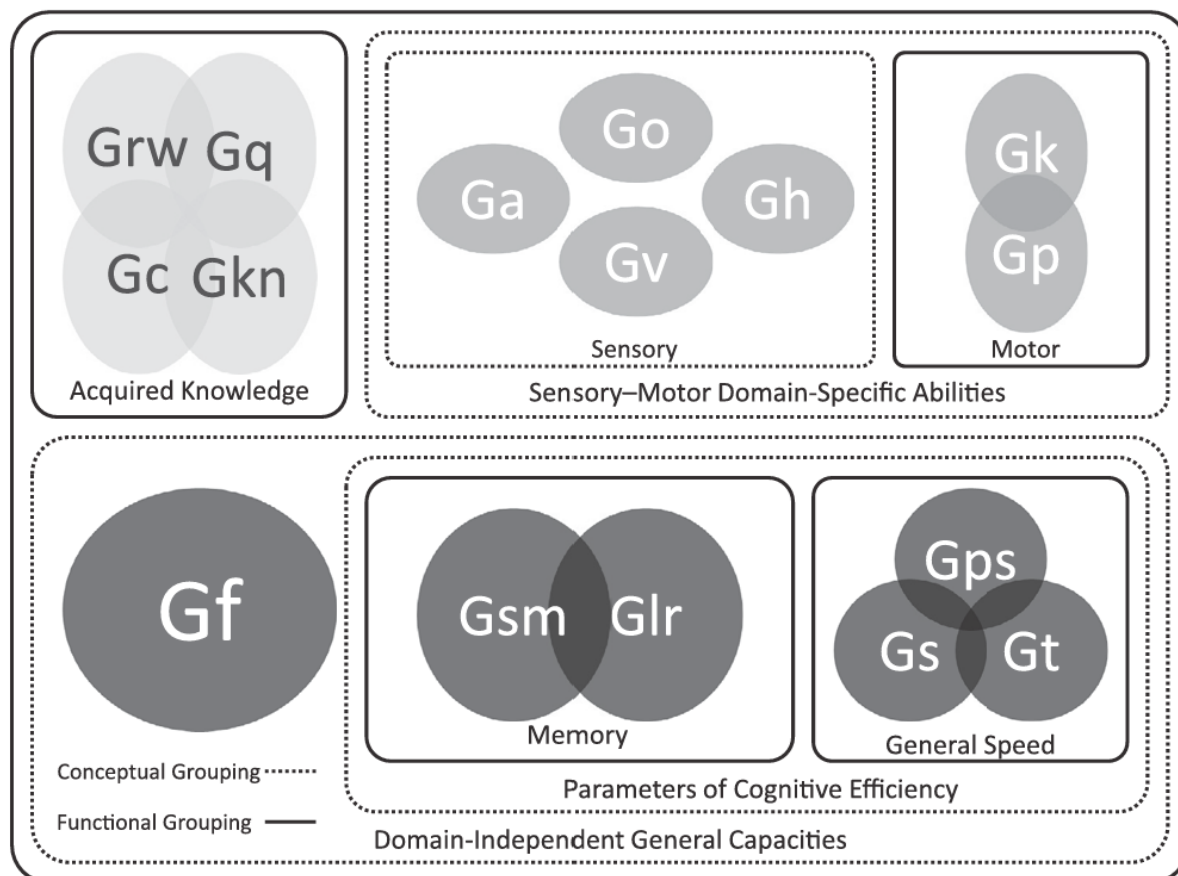 Grw Gq
Gc Gkn
Acquired Knowledge
Go
Ga
Gh
Gv
Sensory
Gk
Gp
Motor
Sensory–Motor Domain-Specific Abilities
Gf
Gsm Glr
Memory
Gps
Gs Gt
General Speed
Parameters of Cognitive Efficiency
Conceptual Grouping
Functional Grouping
Domain-Independent General Capacities